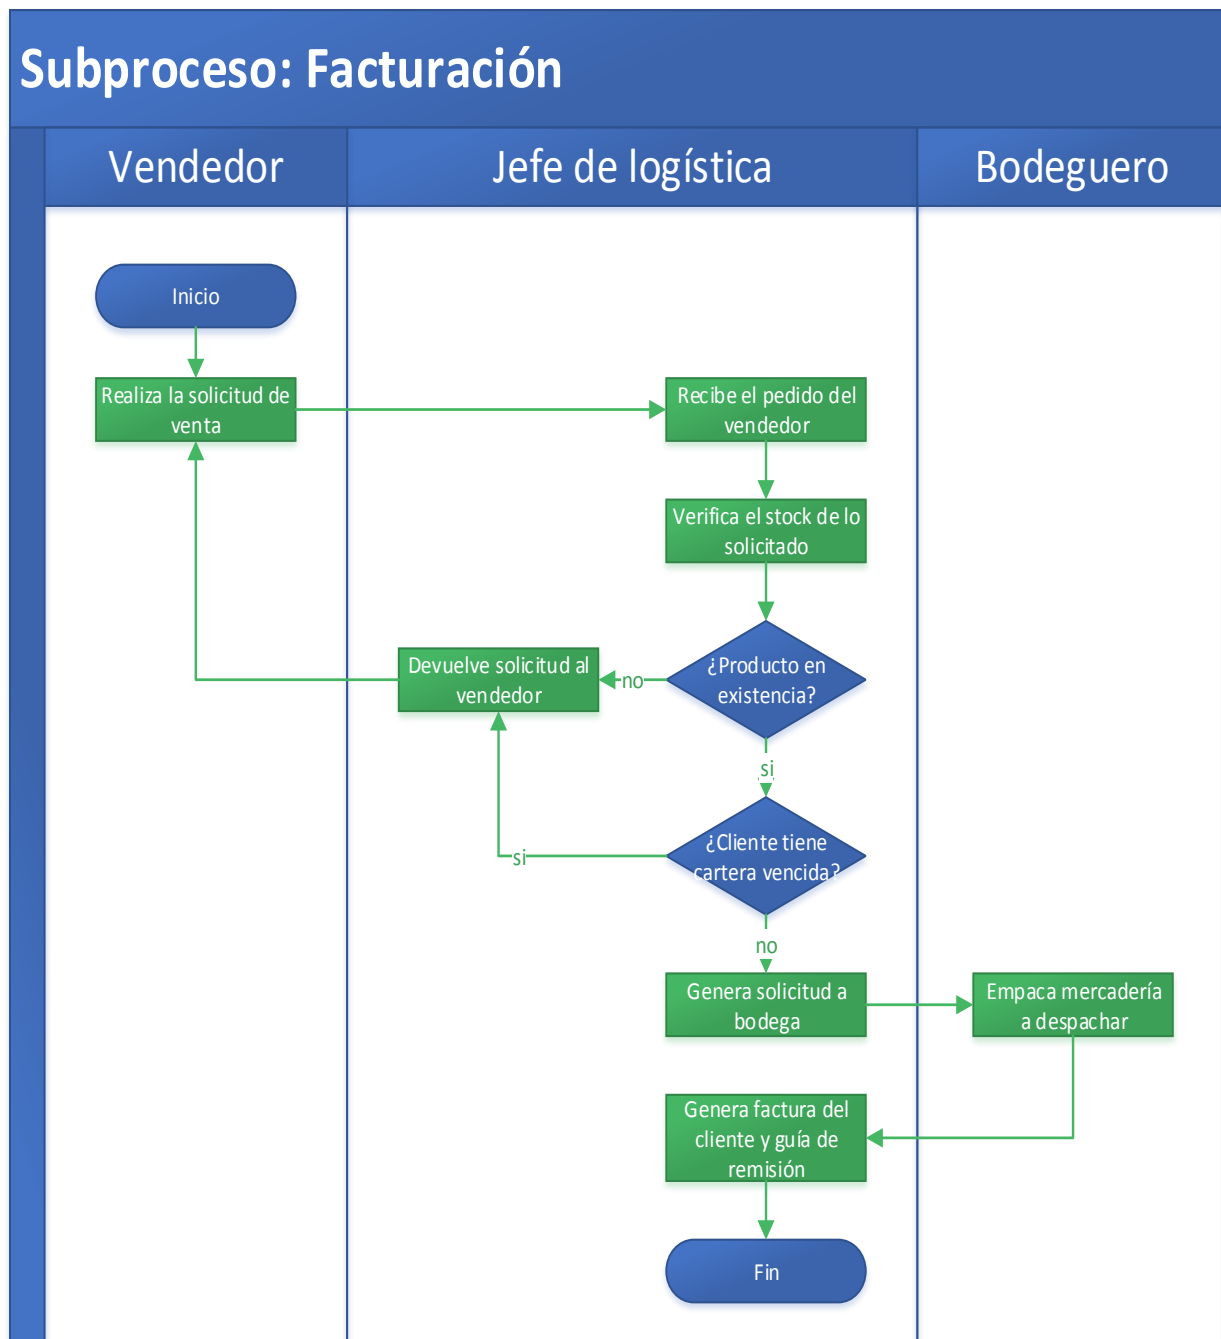 Subproceso: Facturación
Vendedor
Jefe de logística
Bodeguero
Inicio
Realiza la solicitud de
venta
Recibe el pedido del
vendedor
Verifica el stock de lo
solicitado
¿Producto en
existencia?
no
Devuelve solicitud al
vendedor
si
¿Cliente tiene
cartera vencida?
si
no
Genera solicitud a
bodega
Empaca mercadería
a despachar
Genera factura del
cliente y guía de
remisión
Fin